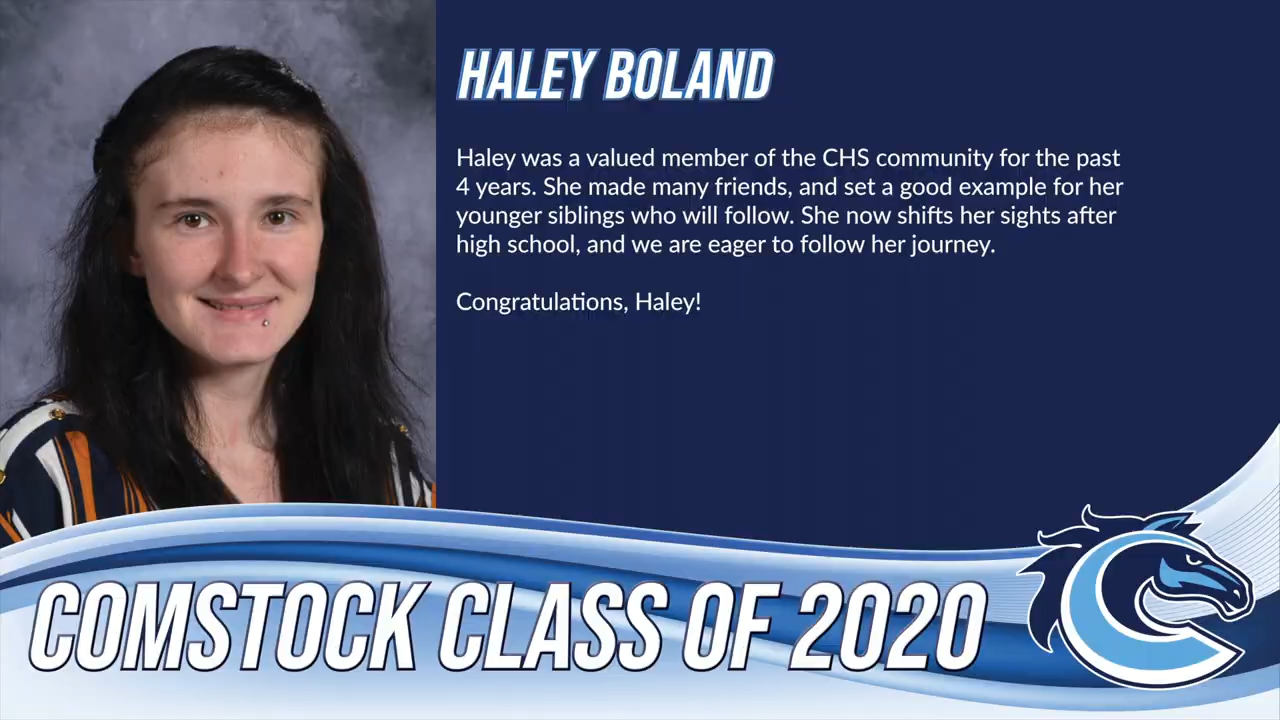 HALEY BOLAND
Haley was a valued member of the CHS community for the past
4 years. She made many friends, and set a good example for her
younger siblings who will follow. She now shifts her sights after
high school, and we are eager to follow her journey.
Congratulations, Haley!
COMSTOCK CLASS OF 2020